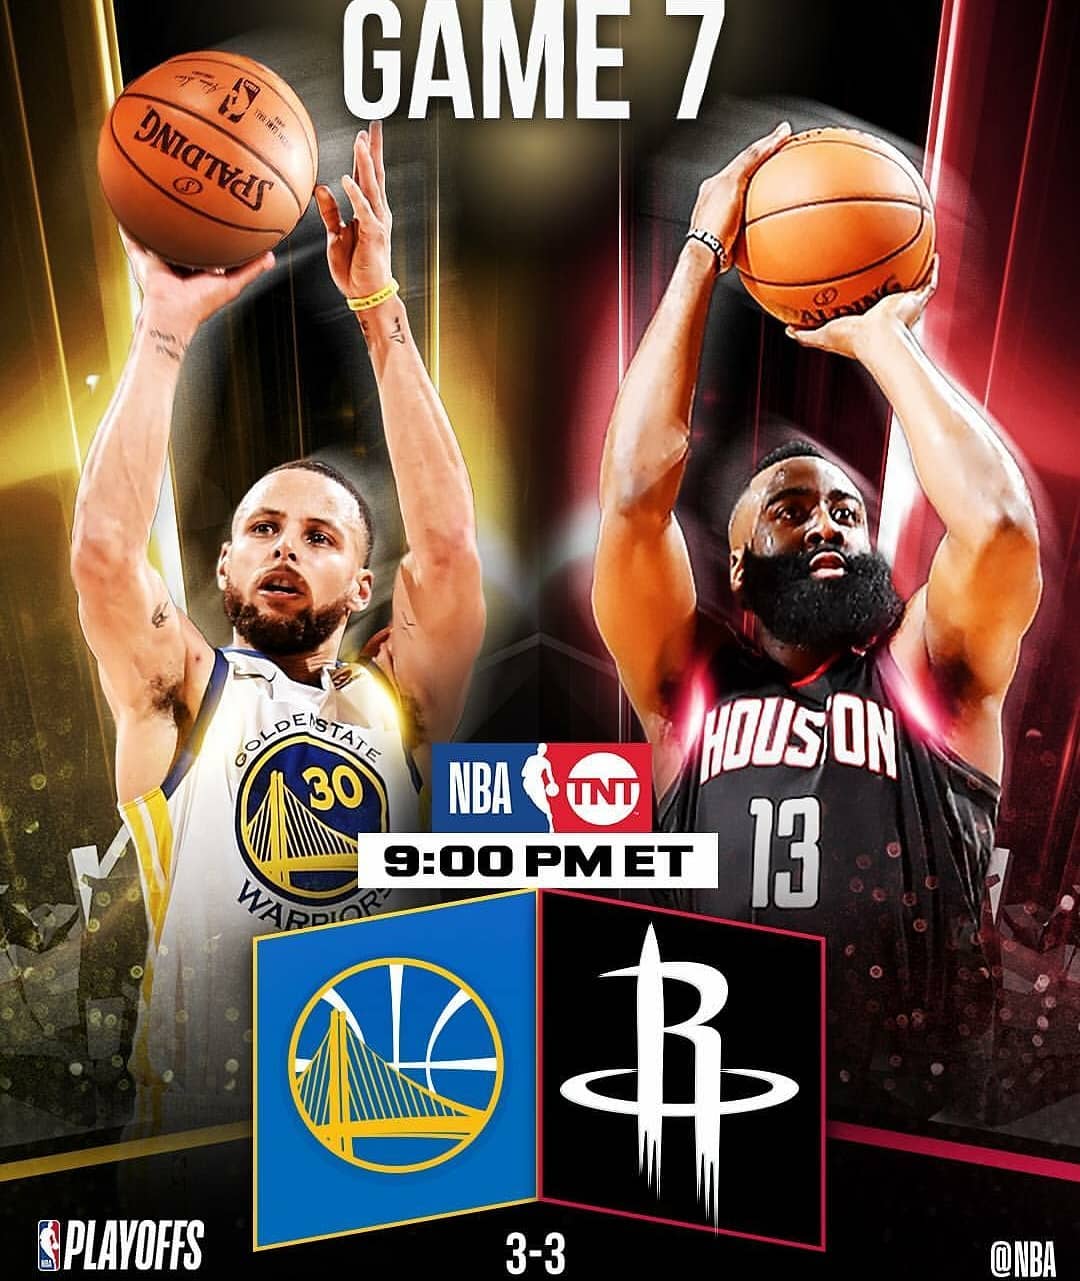 GAME 7
SPALDING
SPALDING
GOLDEN STATE
30
WARRIORS
HOUSTON
13
NBA TNT
9:00 PM ET
R
PLAYOFFS
3-3
@NBA